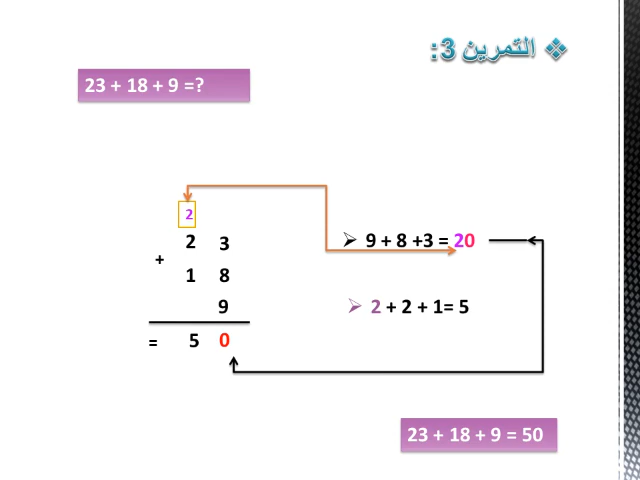 ❖ التمرين 3:
23 + 18 + 9 =?
2
2 3
+
1 8
9
= 5 0
➢ 9 + 8 +3 = 20
➢ 2 + 2 + 1= 5
23 + 18 + 9 = 50